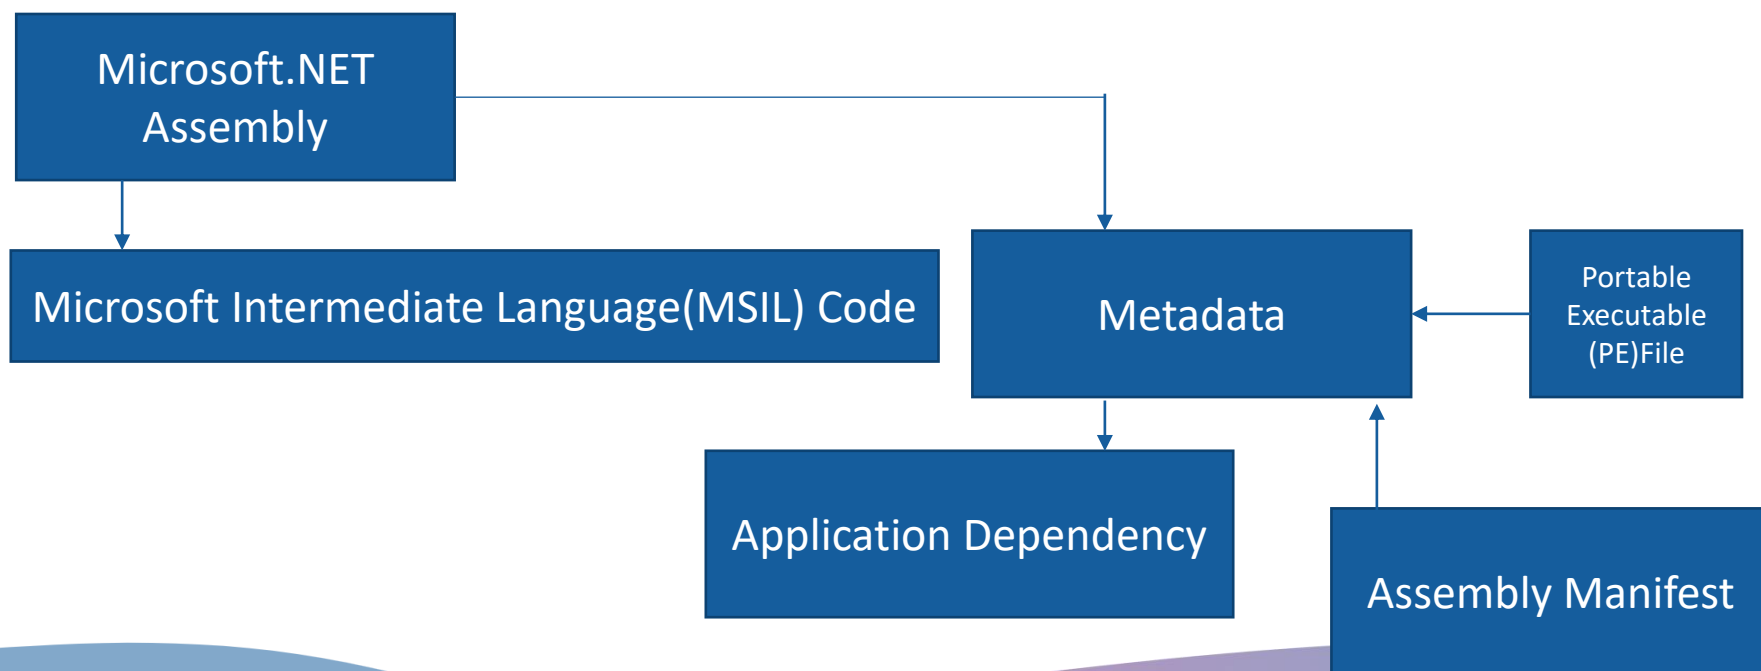 Microsoft.NET
Assembly
Microsoft Intermediate Language(MSIL) Code
Metadata
Portable
Executable
(PE)File
Application Dependency
Assembly Manifest